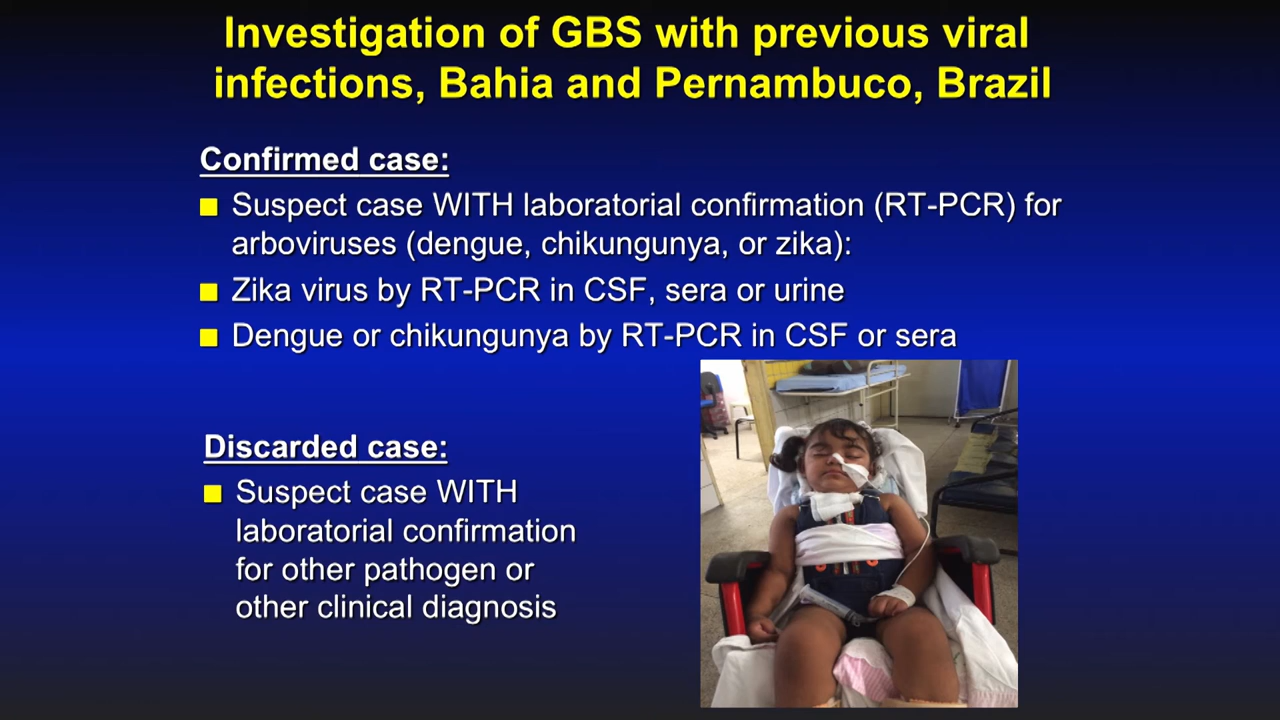 Investigation of GBS with previous viral
infections, Bahia and Pernambuco, Brazil
Confirmed case:
Suspect case WITH laboratorial confirmation (RT-PCR) for
arboviruses (dengue, chikungunya, or zika):
Zika virus by RT-PCR in CSF, sera or urine
Dengue or chikungunya by RT-PCR in CSF or sera
Discarded case:
Suspect case WITH
laboratorial confirmation
for other pathogen or
other clinical diagnosis